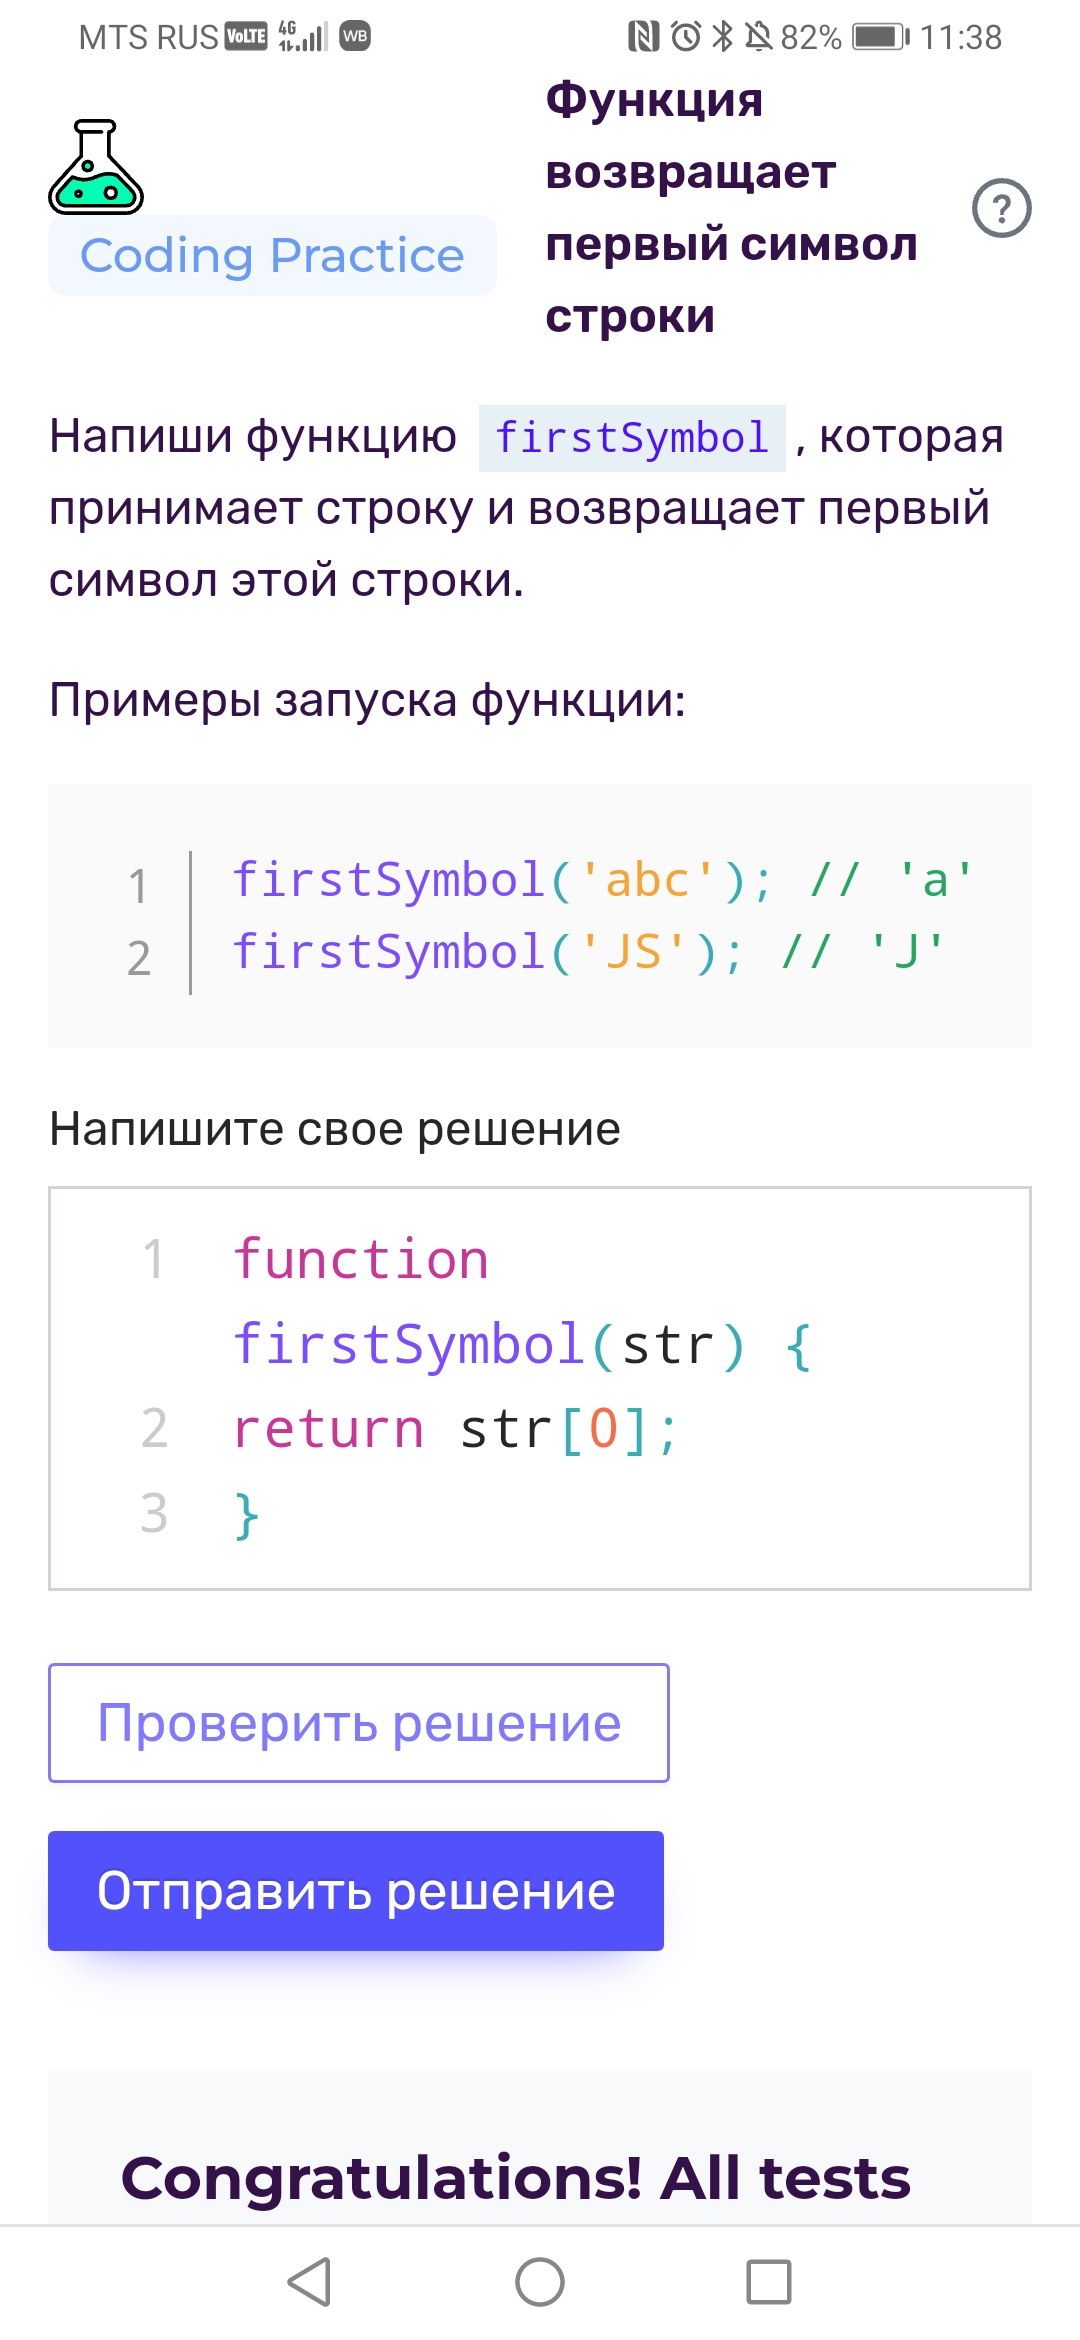 MTS RUS VoLTE 4G WB 82% 11:38
Функция
возвращает
первый символ
строки
?
Coding Practice
Напиши функцию firstSymbol , которая
принимает строку и возвращает первый
символ этой строки.
Примеры запуска функции:
1 firstSymbol('abc'); // 'a'
2 firstSymbol('JS'); // 'J'
Напишите свое решение
1 function
firstSymbol(str) {
2 return str[0];
3 }
Проверить решение
Отправить решение
Congratulations! All tests